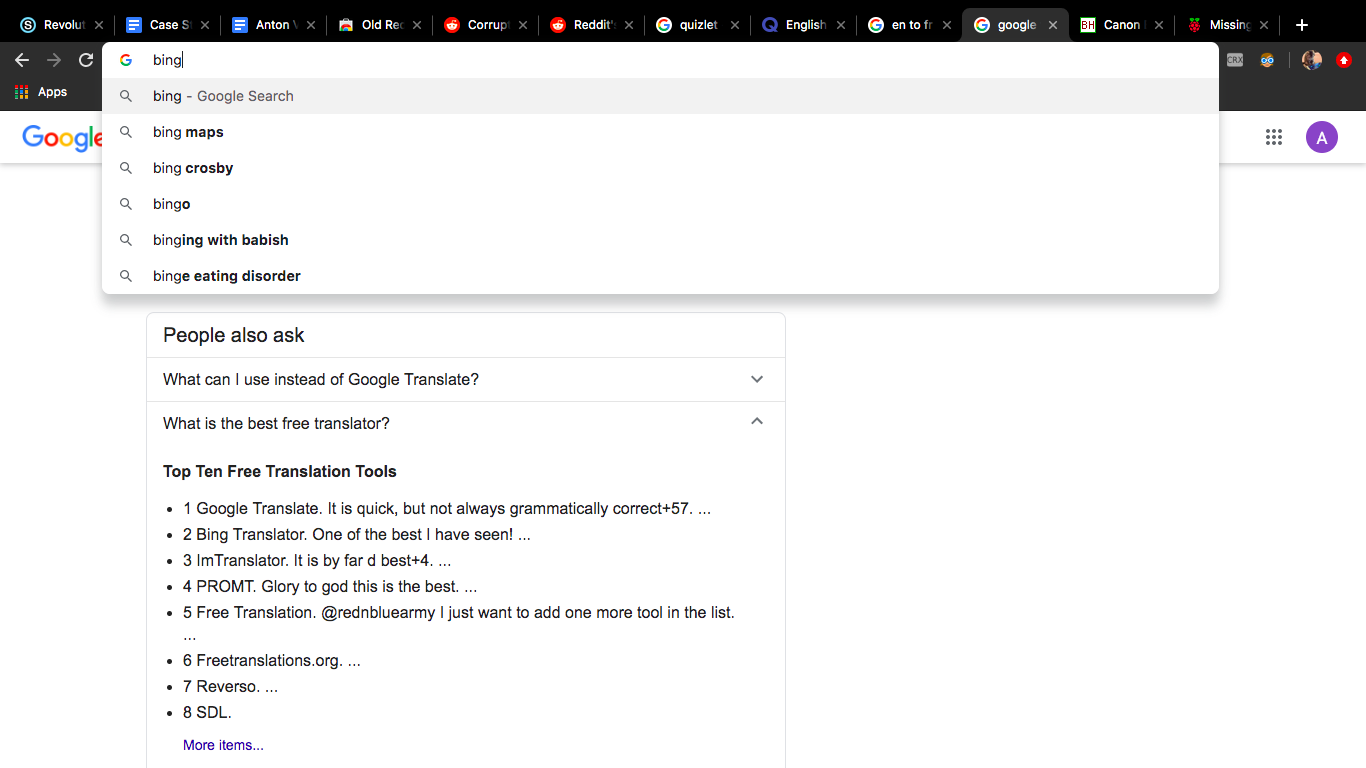 Revolut
Case S
Anton V
Old Red
Corrup
Reddit's
quizlet
English
en to fr
google
BH Canon
Missing
bing
CRX
Apps
bing - Google Search
Google
A
bing maps
bing crosby
bingo
binging with babish
binge eating disorder
People also ask
What can I use instead of Google Translate?
What is the best free translator?
Top Ten Free Translation Tools
1 Google Translate. It is quick, but not always grammatically correct+57. ...
2 Bing Translator. One of the best I have seen! ...
3 ImTranslator. It is by far d best+4. ...
4 PROMT. Glory to god this is the best. ...
5 Free Translation. @rednbluearmy I just want to add one more tool in the list.
...
6 Freetranslations.org. ...
7 Reverso. ...
8 SDL.
More items...